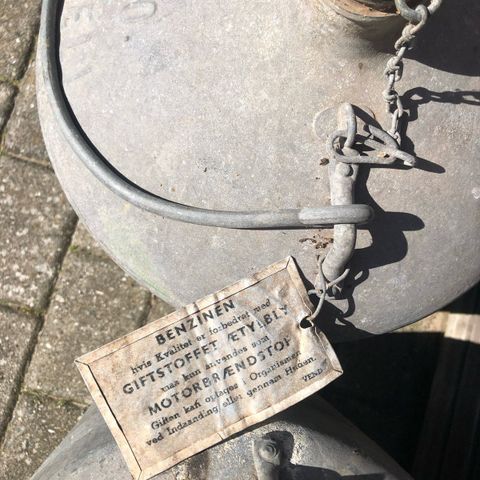 BENZINEN
hvis Kvalitet er forbedret med
GIFTSTOFFET ÆTYLBLY
maa kun anvendes som
MOTORBRÆNDSTOF
Giften kan optages i Organismen
ved Indaanding eller gennem Huden.
VEND